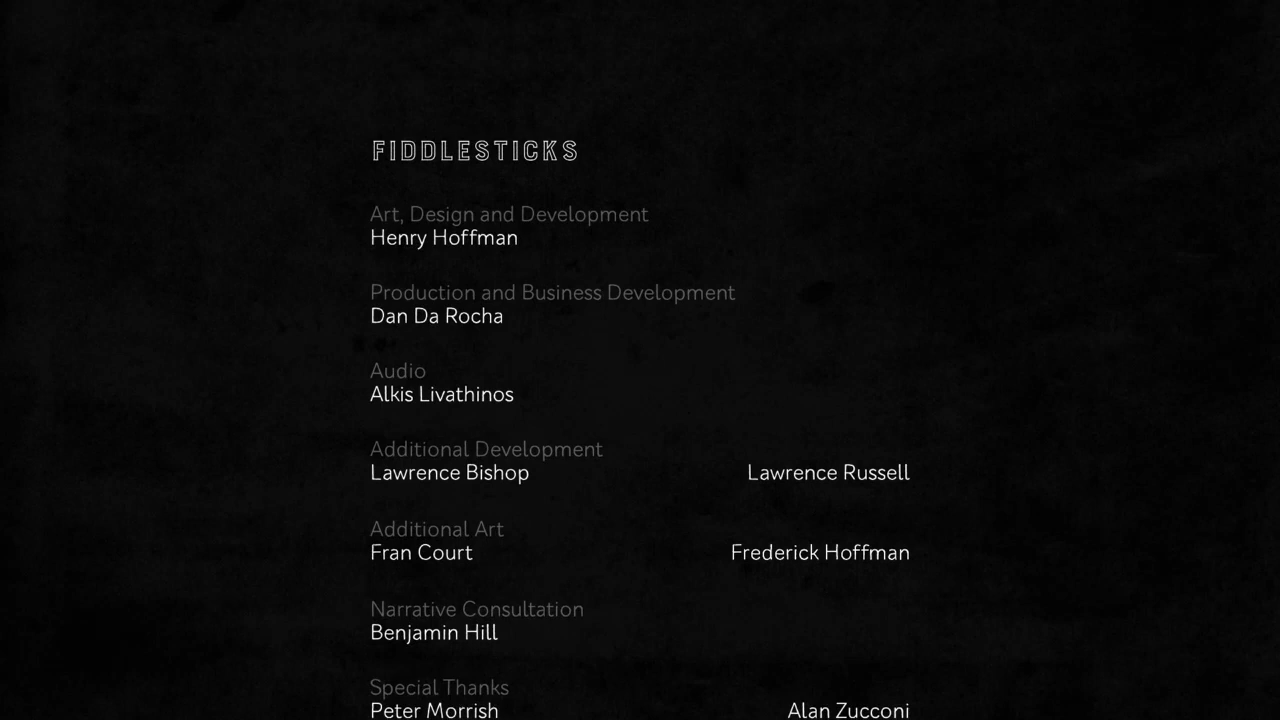 FIDDLESTICKS
Art, Design and Development
Henry Hoffman
Production and Business Development
Dan Da Rocha
Audio
Alkis Livathinos
Additional Development
Lawrence Bishop Lawrence Russell
Additional Art
Fran Court Frederick Hoffman
Narrative Consultation
Benjamin Hill
Special Thanks
Peter Morrish Alan Zucconi